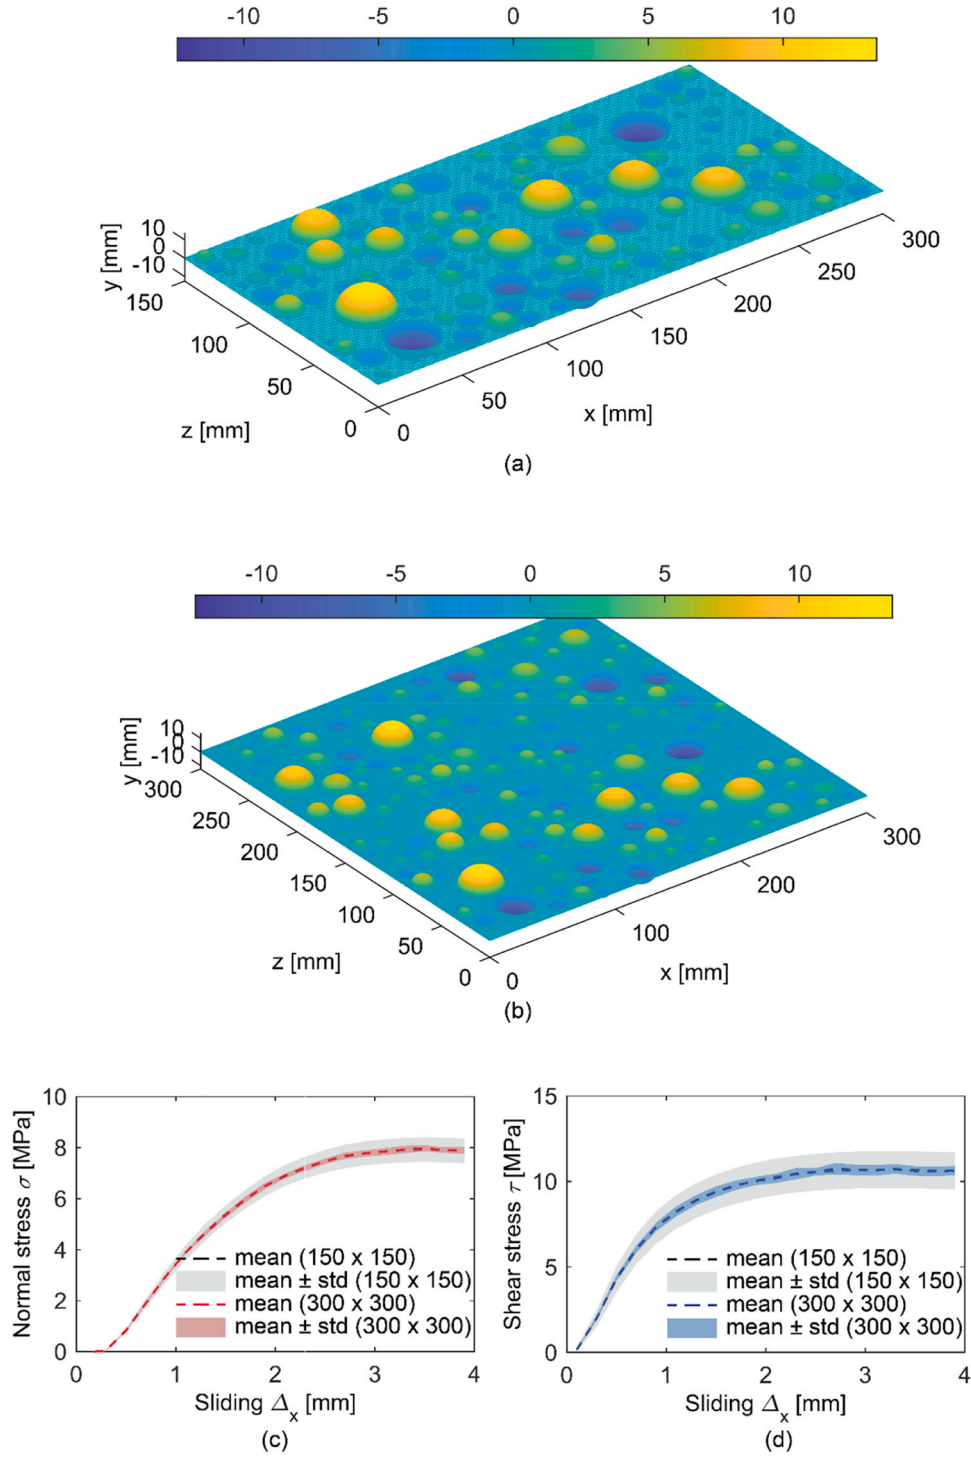 -10 -5 0 5 10
10
0
-10
y [mm]
150
100
50
0
z [mm]
0
50
100
150
200
250
300
x [mm]
(a)
-10 -5 0 5 10
10
0
-10
y [mm]
300
250
200
150
100
50
0
z [mm]
0
100
200
300
x [mm]
(b)
10
8
6
4
2
0
Normal stress σ [MPa]
mean (150 x 150)
mean ± std (150 x 150)
mean (300 x 300)
mean ± std (300 x 300)
0 1 2 3 4
Sliding Δx [mm]
(c)
15
10
5
0
Shear stress τ [MPa]
mean (150 x 150)
mean ± std (150 x 150)
mean (300 x 300)
mean ± std (300 x 300)
0 1 2 3 4
Sliding Δx [mm]
(d)